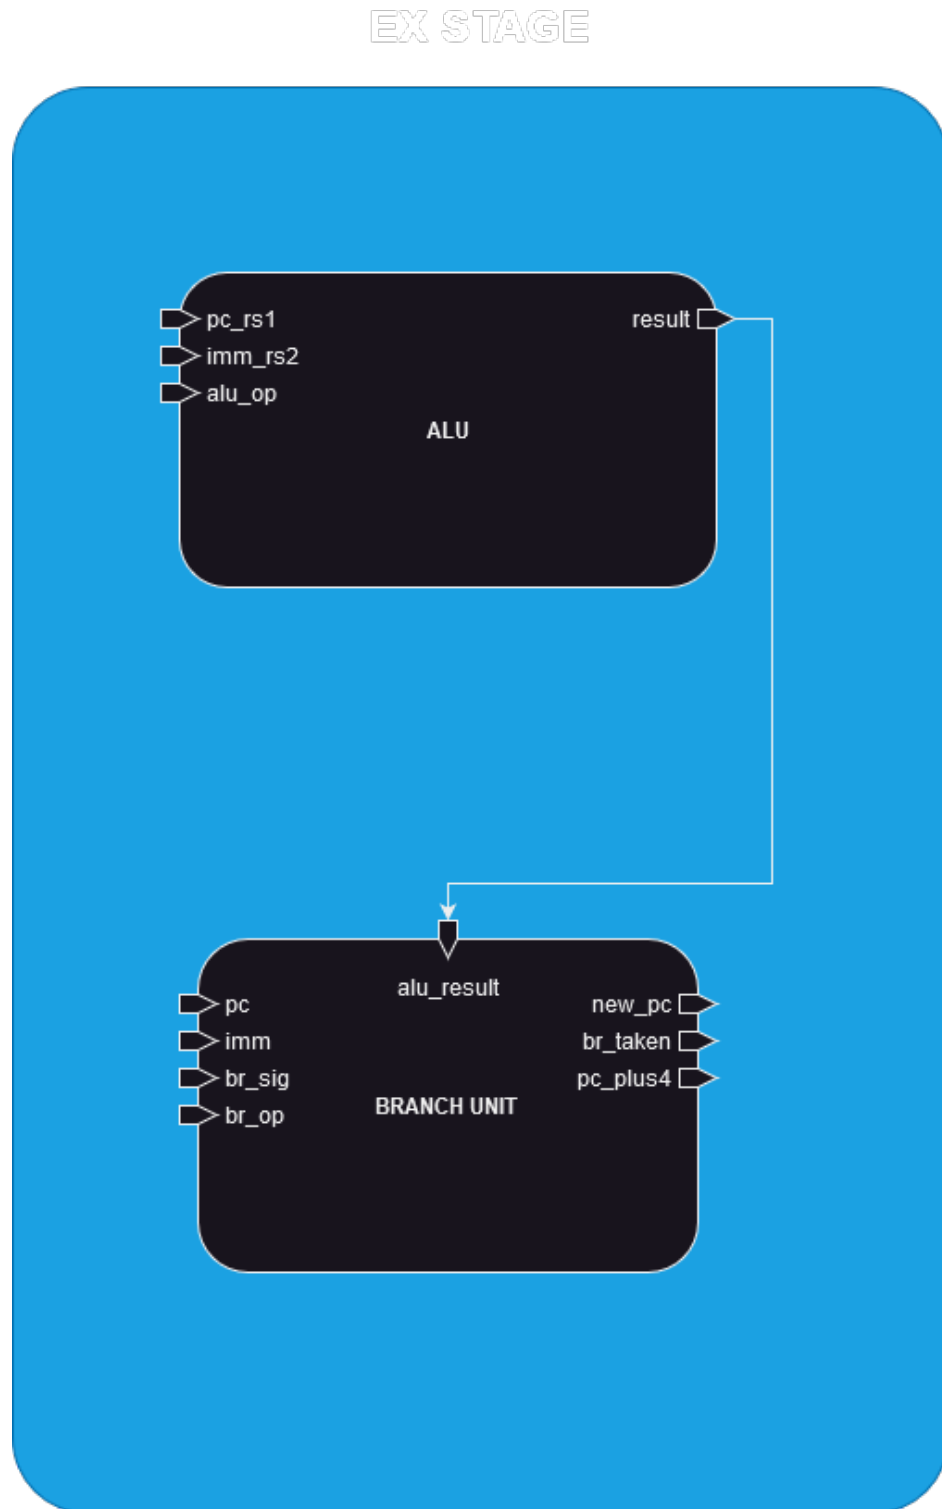 EX STAGE
pc_rs1
imm_rs2
alu_op
result
ALU
alu_result
pc
imm
br_sig
br_op
new_pc
br_taken
pc_plus4
BRANCH UNIT